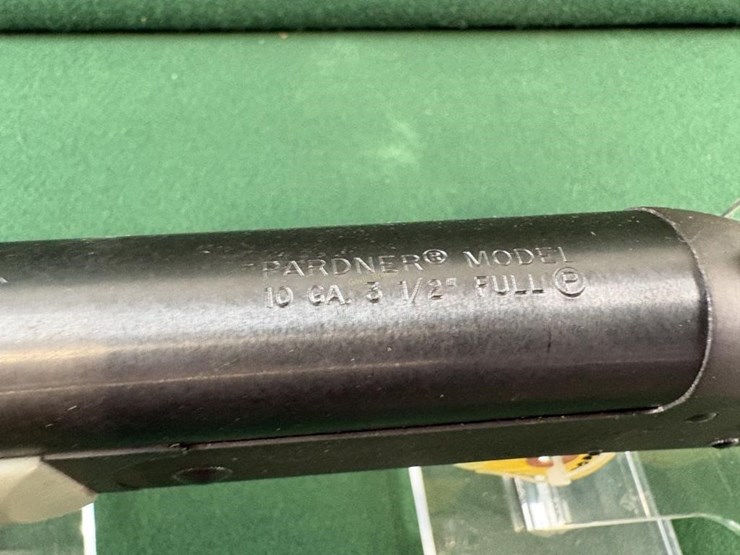 PARDNER® MODEL
10 GA. 3 1/2" FULL Ⓟ